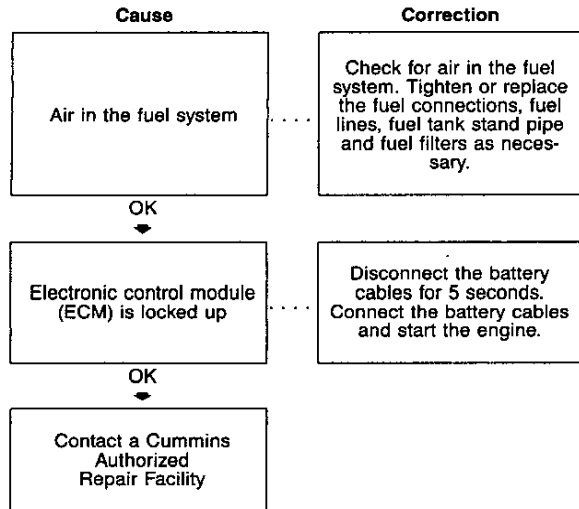 Cause
Correction
Air in the fuel system
Check for air in the fuel
system. Tighten or replace
the fuel connections, fuel
lines, fuel tank stand pipe
and fuel filters as neces-
sary.
OK
Electronic control module
(ECM) is locked up
Disconnect the battery
cables for 5 seconds.
Connect the battery cables
and start the engine.
OK
Contact a Cummins
Authorized
Repair Facility